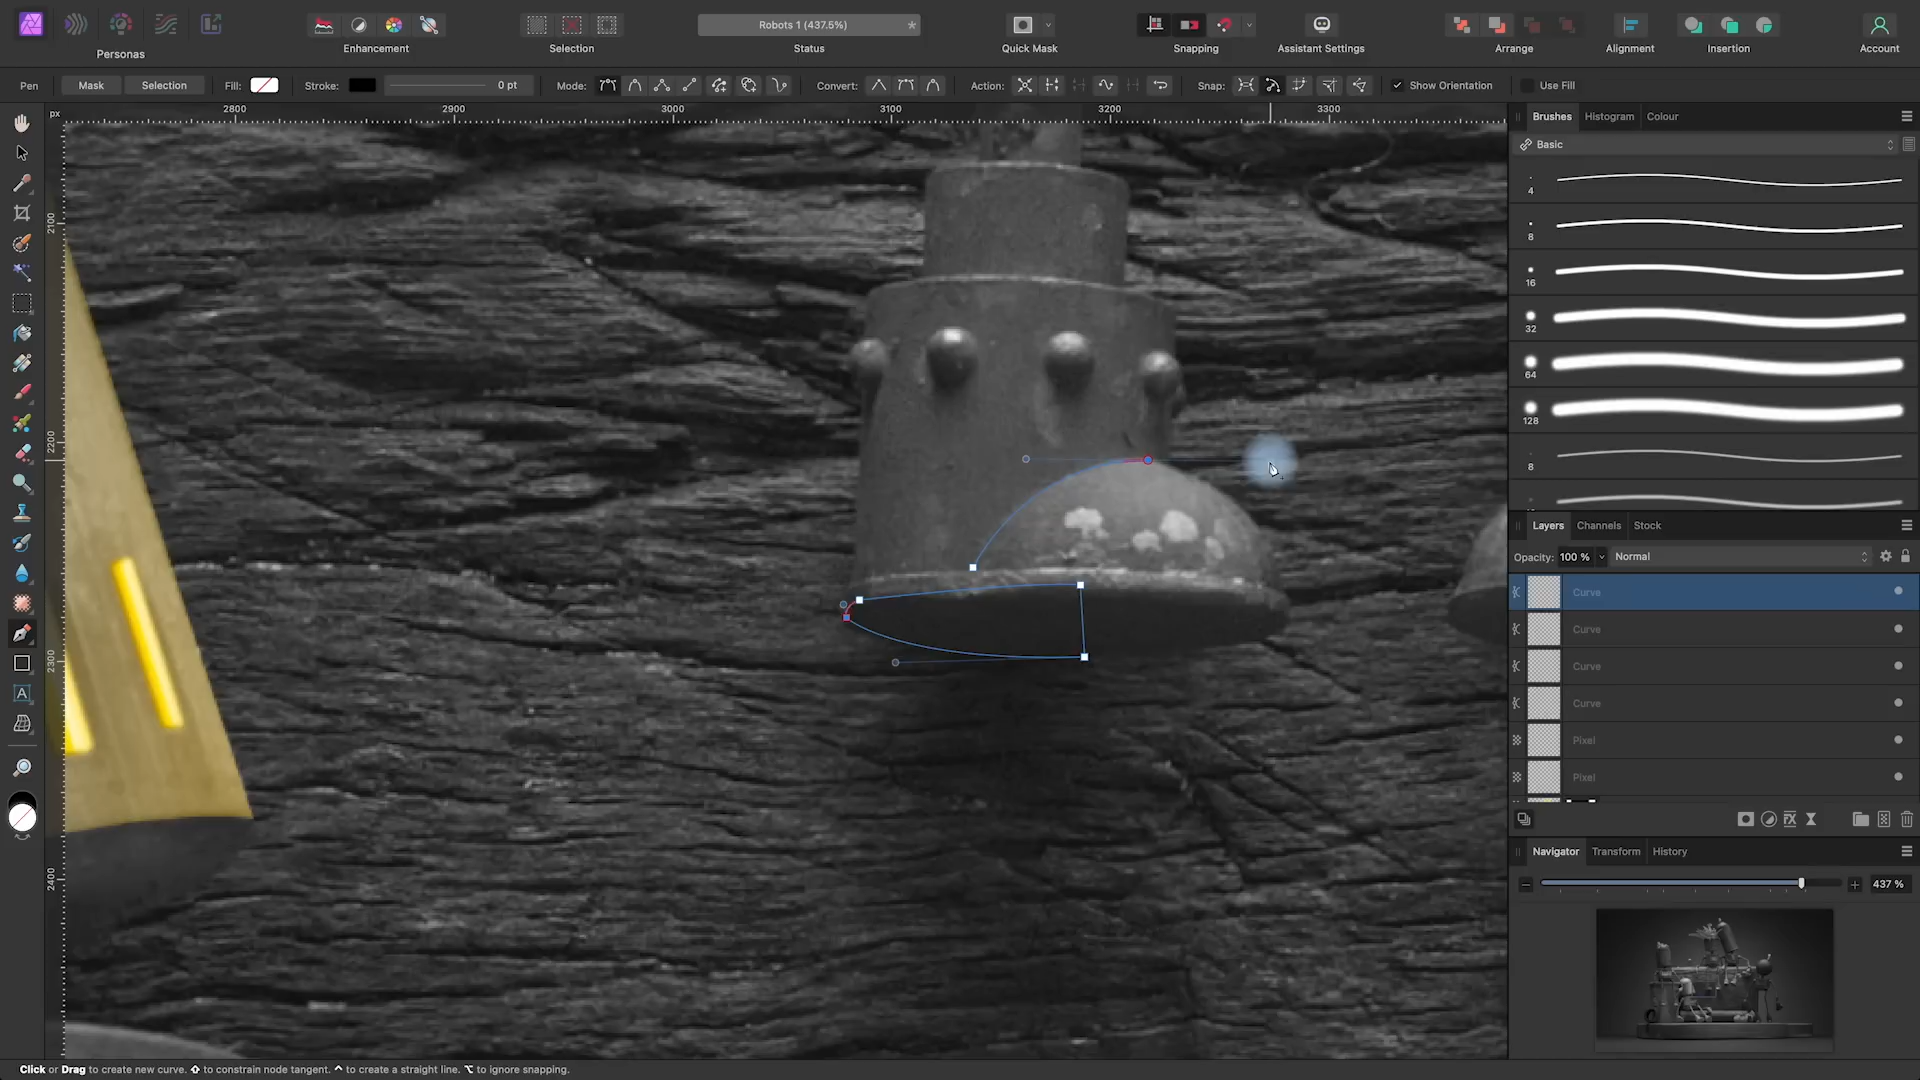 Robots 1 (437.5%)
*
Personas
Enhancement
Selection
Status
Quick Mask
Snapping
Assistant Settings
Arrange
Alignment
Insertion
Account
Pen
Mask
Selection
Fill:
Stroke:
0 pt
Mode:
Convert:
Action:
Snap:
Show Orientation
Use Fill
px
2800
2900
3000
3100
3200
3300
2100
2200
2300
2400
Brushes
Histogram
Colour
Basic
4
8
16
32
64
128
8
Layers
Channels
Stock
Opacity:
100 %
Normal
Curve
Curve
Curve
Curve
Pixel
Pixel
Navigator
Transform
History
437 %
Click or Drag to create new curve. ⇧ to constrain node tangent. ^ to create a straight line. ⌥ to ignore snapping.